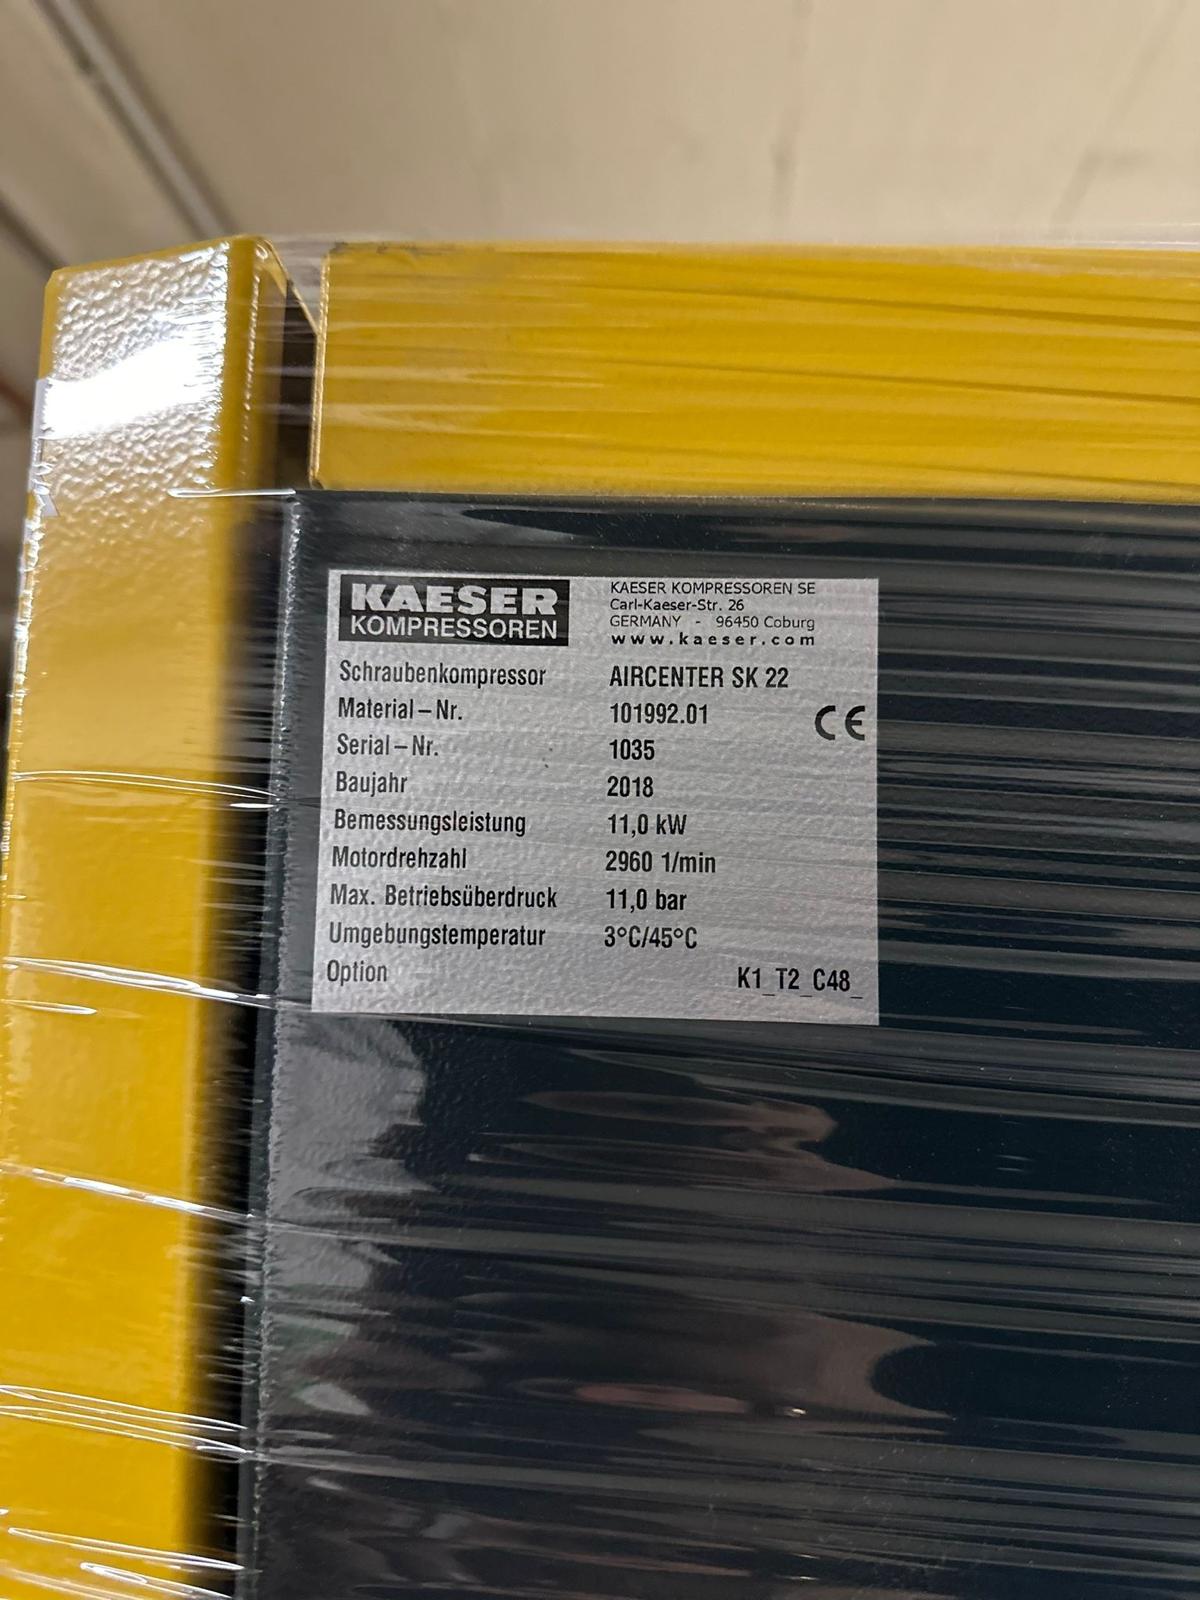 KAESER
KOMPRESSOREN
KAESER KOMPRESSOREN SE
Carl-Kaeser-Str. 26
GERMANY - 96450 Coburg
www.kaeser.com
Schraubenkompressor AIRCENTER SK 22
Material-Nr. 101992.01
CE
Serial-Nr. 1035
Baujahr 2018
Bemessungsleistung 11,0 kW
Motordrehzahl 2960 1/min
Max. Betriebsüberdruck 11,0 bar
Umgebungstemperatur 3°C/45°C
Option K1_T2_C48_